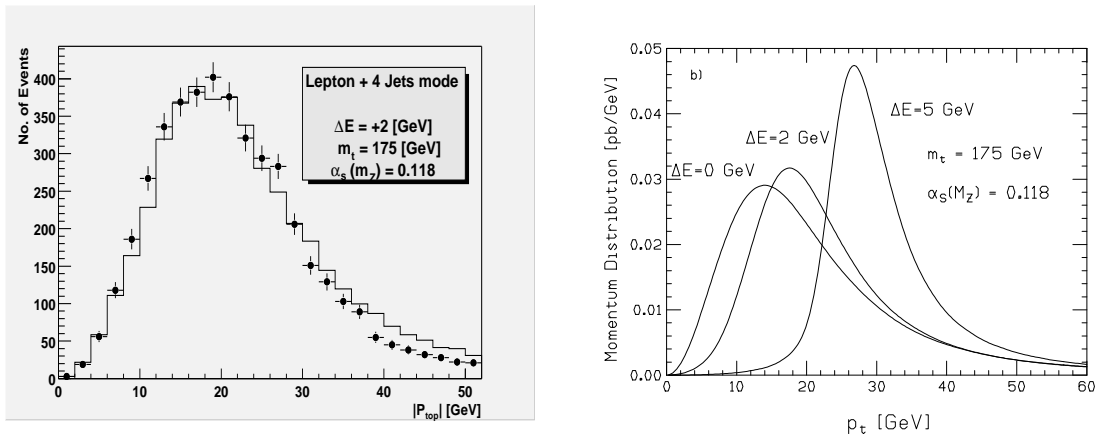 No. of Events
400
350
300
250
200
150
100
50
0
0 10 20 30 40 50
|P_top| [GeV]
Lepton + 4 Jets mode
ΔE = +2 [GeV]
m_t = 175 [GeV]
α_s (m_Z) = 0.118
Momentum Distribution [pb/GeV]
0.05
0.04
0.03
0.02
0.01
0.00
0 10 20 30 40 50 60
p_t [GeV]
b)
ΔE=5 GeV
ΔE=2 GeV
ΔE=0 GeV
m_t = 175 GeV
α_s(M_Z) = 0.118